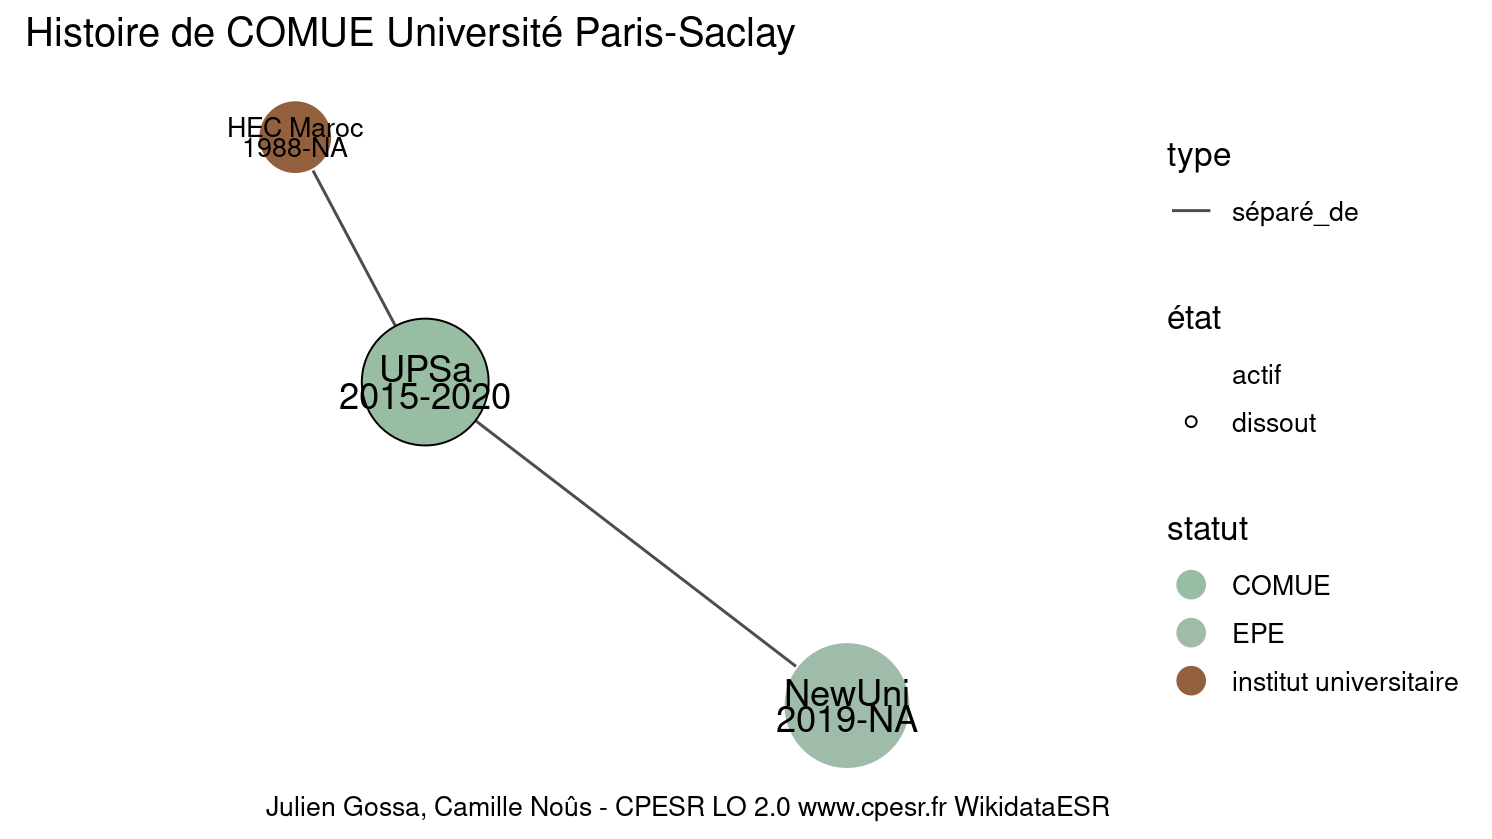 Histoire de COMUE Université Paris-Saclay
HEC Maroc
1988-NA
UPSa
2015-2020
NewUni
2019-NA
type
séparé_de
état
actif
dissout
statut
COMUE
EPE
institut universitaire
Julien Gossa, Camille Noûs - CPESR LO 2.0 www.cpesr.fr WikidataESR